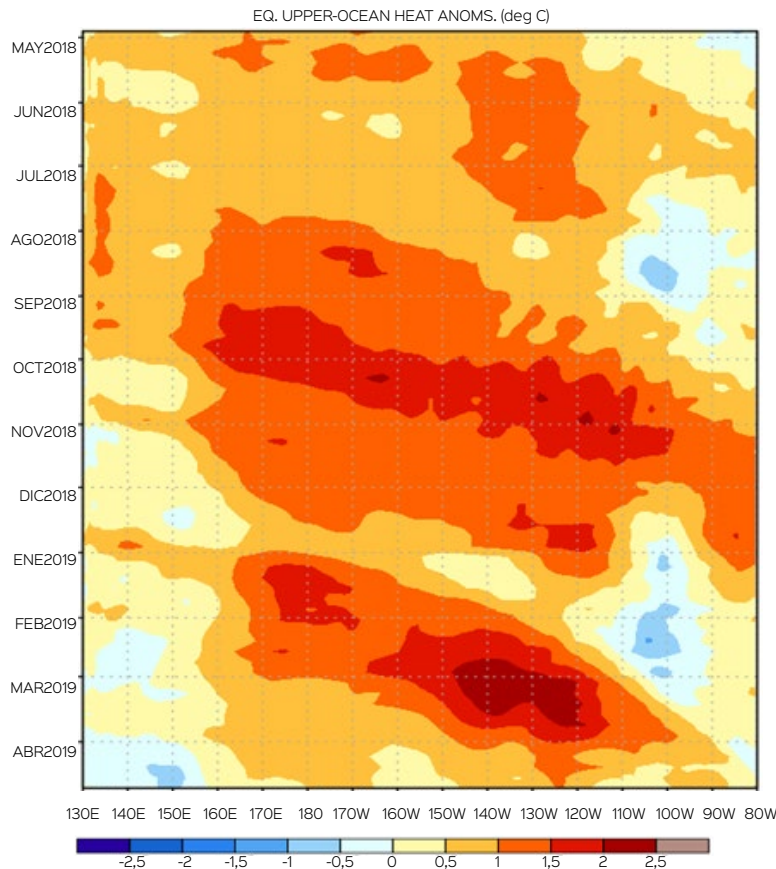 EQ. UPPER-OCEAN HEAT ANOMS. (deg C)
MAY2018
JUN2018
JUL2018
AGO2018
SEP2018
OCT2018
NOV2018
DIC2018
ENE2019
FEB2019
MAR2019
ABR2019
130E 140E 150E 160E 170E 180 170W 160W 150W 140W 130W 120W 110W 100W 90W 80W
-2,5 -2 -1,5 -1 -0,5 0 0,5 1 1,5 2 2,5